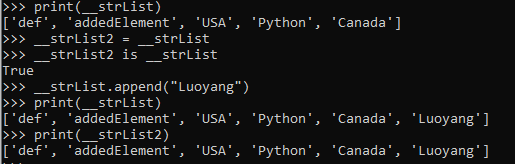 >>> print(__strList)
['def', 'addedElement', 'USA', 'Python', 'Canada']
>>> __strList2 = __strList
>>> __strList2 is __strList
True
>>> __strList.append("Luoyang")
>>> print(__strList)
['def', 'addedElement', 'USA', 'Python', 'Canada', 'Luoyang']
>>> print(__strList2)
['def', 'addedElement', 'USA', 'Python', 'Canada', 'Luoyang']